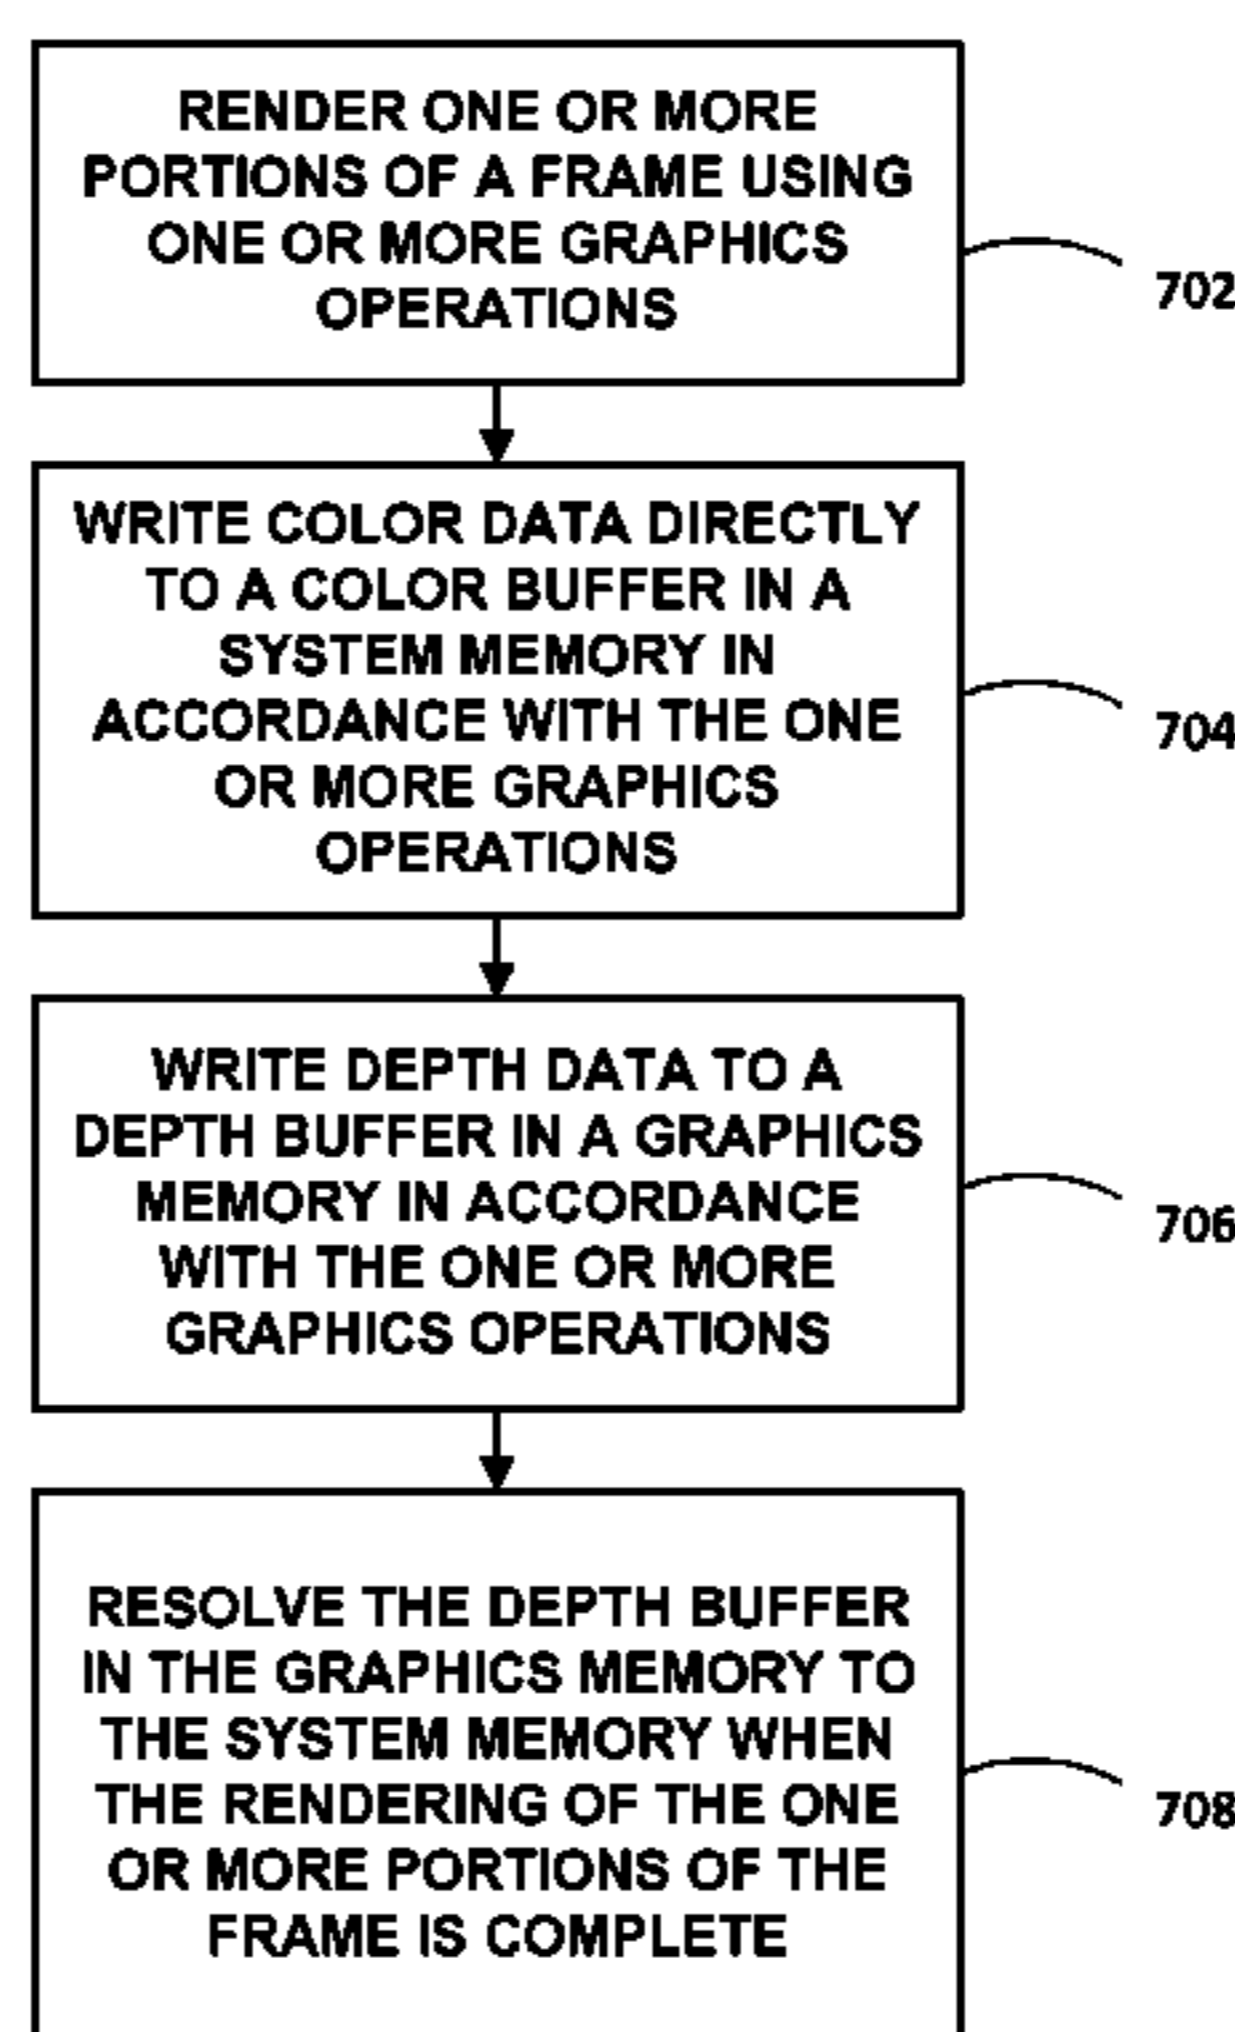 RENDER ONE OR MORE
PORTIONS OF A FRAME USING
ONE OR MORE GRAPHICS
OPERATIONS
702
WRITE COLOR DATA DIRECTLY
TO A COLOR BUFFER IN A
SYSTEM MEMORY IN
ACCORDANCE WITH THE ONE
OR MORE GRAPHICS
OPERATIONS
704
WRITE DEPTH DATA TO A
DEPTH BUFFER IN A GRAPHICS
MEMORY IN ACCORDANCE
WITH THE ONE OR MORE
GRAPHICS OPERATIONS
706
RESOLVE THE DEPTH BUFFER
IN THE GRAPHICS MEMORY TO
THE SYSTEM MEMORY WHEN
THE RENDERING OF THE ONE
OR MORE PORTIONS OF THE
FRAME IS COMPLETE
708